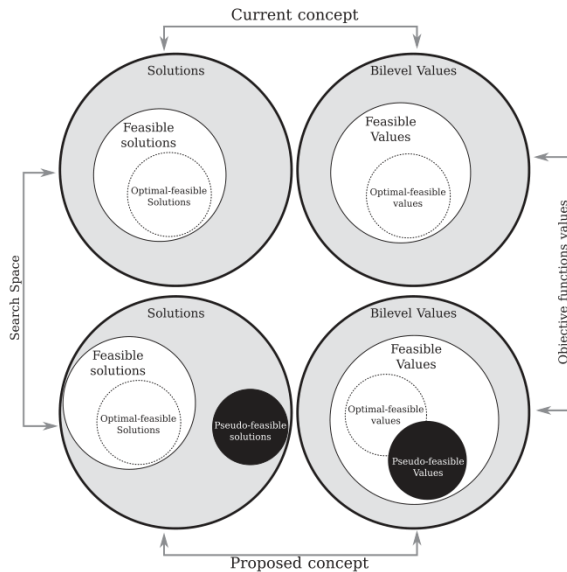 Current concept
Solutions
Bilevel Values
Feasible
solutions
Feasible
Values
Optimal-feasible
Solutions
Optimal-feasible
values
Search Space
Objective functions values
Solutions
Bilevel Values
Feasible
solutions
Feasible
Values
Optimal-feasible
Solutions
Pseudo-feasible
solutions
Optimal-feasible
values
Pseudo-feasible
Values
Proposed concept